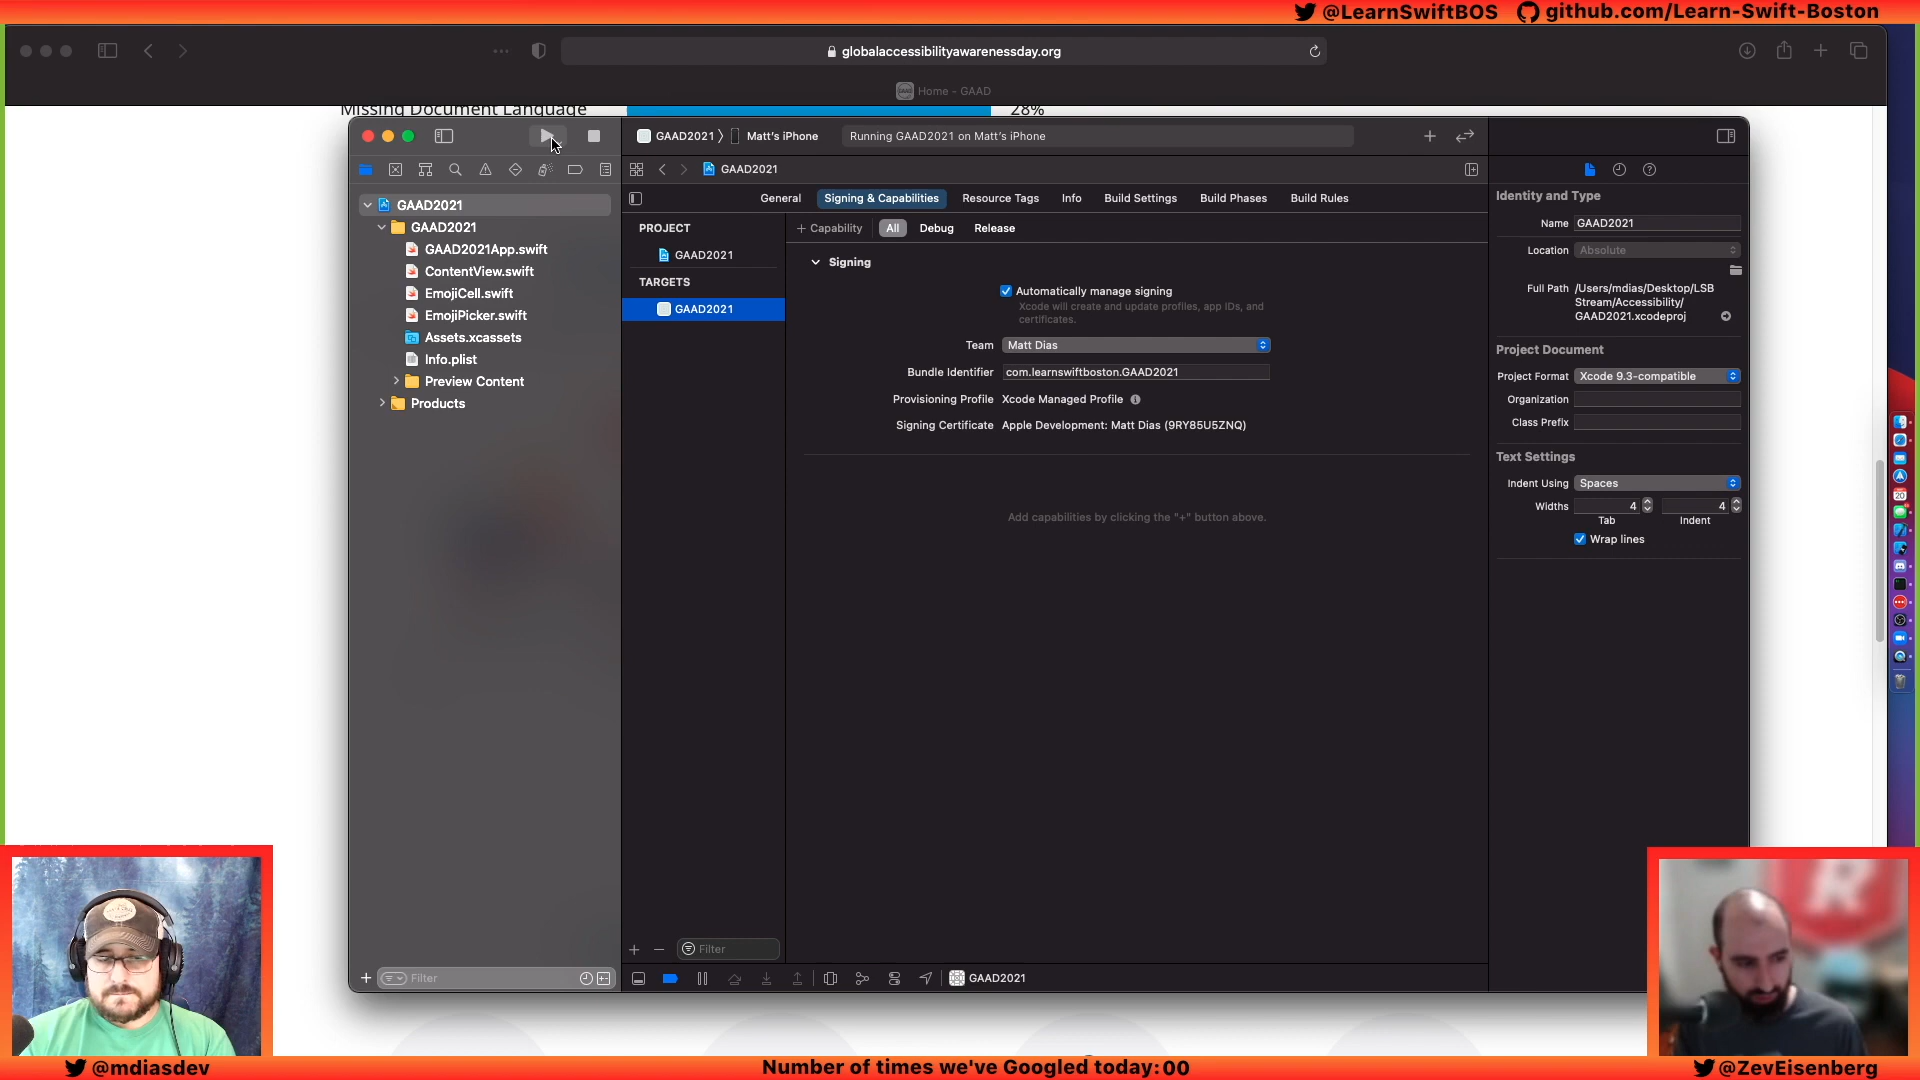 @LearnSwiftBOS github.com/Learn-Swift-Boston
globalaccessibilityawarenessday.org
Home – GAAD
Missing Document Language 28%
GAAD2021 Matt's iPhone Running GAAD2021 on Matt's iPhone
GAAD2021
General Signing & Capabilities Resource Tags Info Build Settings Build Phases Build Rules
GAAD2021
GAAD2021
GAAD2021App.swift
ContentView.swift
EmojiCell.swift
EmojiPicker.swift
Assets.xcassets
Info.plist
Preview Content
Products
Filter
PROJECT
GAAD2021
TARGETS
GAAD2021
Filter
+ Capability All Debug Release
Signing
Automatically manage signing
Xcode will create and update profiles, app IDs, and
certificates.
Team Matt Dias
Bundle Identifier com.learnswiftboston.GAAD2021
Provisioning Profile Xcode Managed Profile
Signing Certificate Apple Development: Matt Dias (9RY85U5ZNQ)
Add capabilities by clicking the "+" button above.
GAAD2021
Identity and Type
Name GAAD2021
Location Absolute
Full Path /Users/mdias/Desktop/LSB
Stream/Accessibility/
GAAD2021.xcodeproj
Project Document
Project Format Xcode 9.3-compatible
Organization
Class Prefix
Text Settings
Indent Using Spaces
Widths 4 4
Tab Indent
Wrap lines
20
R
@mdiasdev
Number of times we've Googled today: 00
@ZevEisenberg